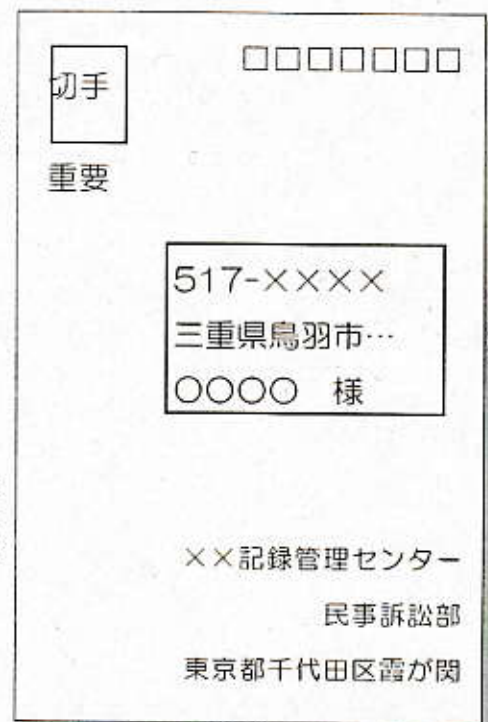 切手
□□□□□□□
重要
517-××××
三重県鳥羽市…
○○○○　様
××記録管理センター
民事訴訟部
東京都千代田区霞が関